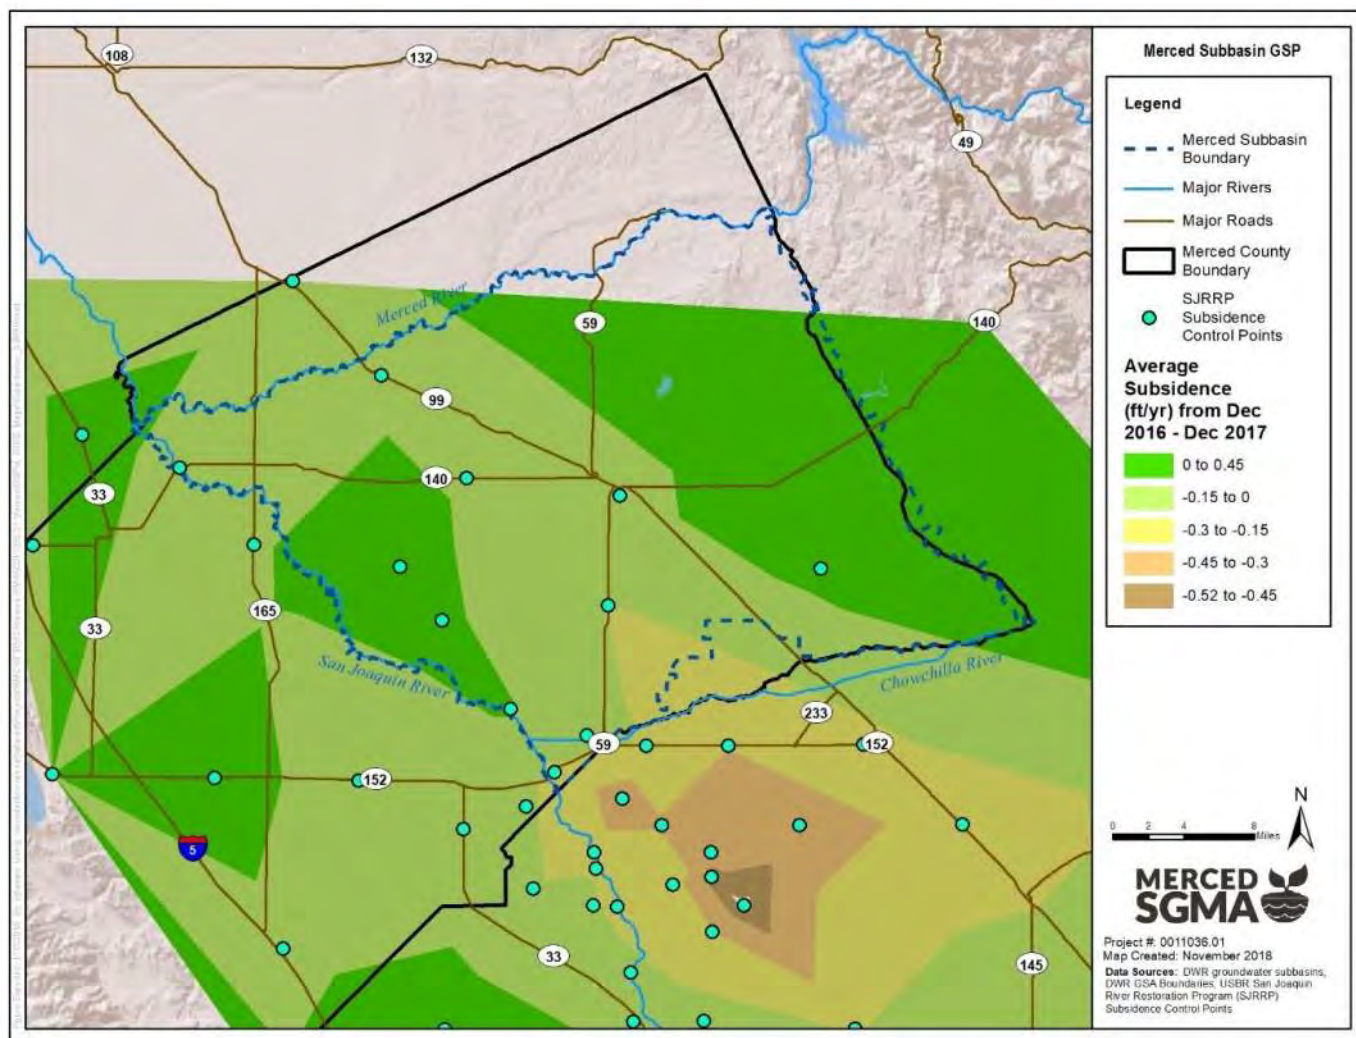 108
132
49
Merced River
59
140
99
140
33
165
33
San Joaquin River
Chowchilla River
233
59
152
152
5
33
145
Merced Subbasin GSP
Legend
Merced Subbasin
Boundary
Major Rivers
Major Roads
Merced County
Boundary
SJRRP
Subsidence
Control Points
Average
Subsidence
(ft/yr) from Dec
2016 - Dec 2017
0 to 0.45
-0.15 to 0
-0.3 to -0.15
-0.45 to -0.3
-0.52 to -0.45
N
0 2 4 8 Miles
MERCED
SGMA
Project #: 0011036.01
Map Created: November 2018
Data Sources: DWR groundwater subbasins,
DWR GSA Boundaries, USBR San Joaquin
River Restoration Program (SJRRP)
Subsidence Control Points